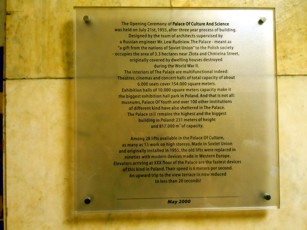 The Opening Ceremony of Palace Of Culture And Science
was held on July 21st, 1955, after three year process of building.
Designed by the team of architects supervised by
a Russian engineer Mr Lew Rudniew. The Palace - meant as
"a gift from the nations of Soviet Union" to the Polish society
occupies the area of 3.3 hectares near Złota and Chmielna Street,
originally covered by dwelling houses destroyed
during the World War II.
The interiors of The Palace are multifunctional indeed.
Theatres, cinemas and concert halls of total capacity of about
seats cover 134.000 square meters.
Exhibition halls of 10.000 square meters capacity make it
the biggest exhibition hall park in Poland. And that is not all:
museums, Palace Of Youth and over 100 other institutions
of different kind have also sheltered in The Palace.
The Palace still remains the highest and the biggest
building in Poland: 231 meters of height
and 817.000 m³ of capacity.
Among 30 lifts available in the Palace Of Culture,
as many as 13 work on high storeys. Made in Soviet Union
and originally installed in 1955, the old lifts were replaced in
October with modern devices made in Western Europe.
Elevators arriving at XXX floor of the Palace are the fastest devices
of this kind in Poland. Their speed is 6 meters per second.
An upward trip to the view terrace is now reduced
to less than 20 seconds!
May 2000